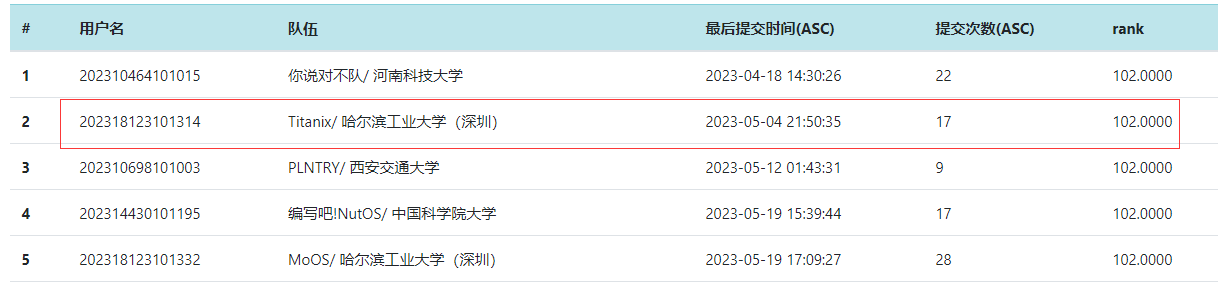 # 用户名 队伍 最后提交时间(ASC) 提交次数(ASC) rank
1 202310464101015 你说对不队/ 河南科技大学 2023-04-18 14:30:26 22 102.0000
2 202318123101314 Titanix/ 哈尔滨工业大学（深圳） 2023-05-04 21:50:35 17 102.0000
3 202310698101003 PLNTRY/ 西安交通大学 2023-05-12 01:43:31 9 102.0000
4 202314430101195 编写吧!NutOS/ 中国科学院大学 2023-05-19 15:39:44 17 102.0000
5 202318123101332 MoOS/ 哈尔滨工业大学（深圳） 2023-05-19 17:09:27 28 102.0000